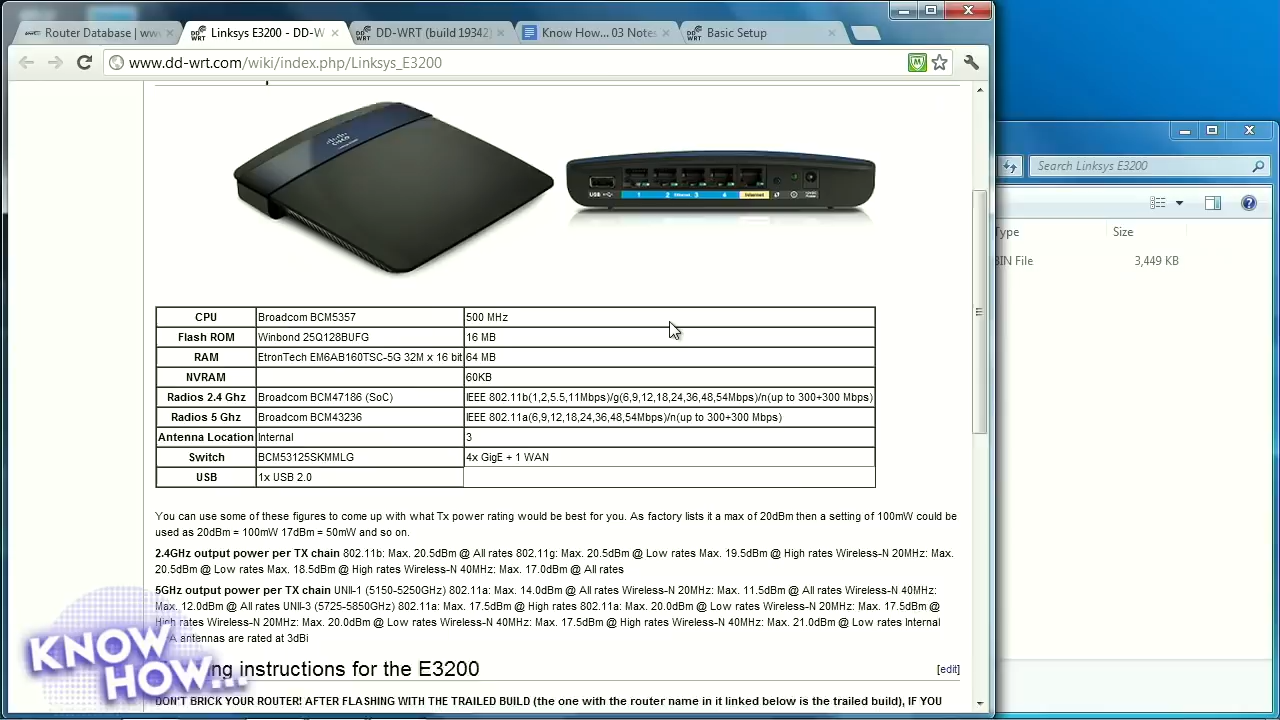 Router Database | www
Linksys E3200 - DD-W
DD-WRT (build 19342)
Know How... 03 Notes
Basic Setup
www.dd-wrt.com/wiki/index.php/Linksys_E3200
Search Linksys E3200
Type
Size
BIN File
3,449 KB
CISCO
USB
1 2 Ethernet 3 4 Internet
CPU Broadcom BCM5357 500 MHz
Flash ROM Winbond 25Q128BUFG 16 MB
RAM EtronTech EM6AB160TSC-5G 32M x 16 bit 64 MB
NVRAM 60KB
Radios 2.4 Ghz Broadcom BCM47186 (SoC) IEEE 802.11b(1,2,5.5,11Mbps)/g(6,9,12,18,24,36,48,54Mbps)/n(up to 300+300 Mbps)
Radios 5 Ghz Broadcom BCM43236 IEEE 802.11a(6,9,12,18,24,36,48,54Mbps)/n(up to 300+300 Mbps)
Antenna Location Internal 3
Switch BCM53125SKMMLG 4x GigE + 1 WAN
USB 1x USB 2.0
You can use some of these figures to come up with what Tx power rating would be best for you. As factory lists it a max of 20dBm then a setting of 100mW could be
used as 20dBm = 100mW 17dBm = 50mW and so on.
2.4GHz output power per TX chain 802.11b: Max. 20.5dBm @ All rates 802.11g: Max. 20.5dBm @ Low rates Max. 19.5dBm @ High rates Wireless-N 20MHz: Max.
20.5dBm @ Low rates Max. 18.5dBm @ High rates Wireless-N 40MHz: Max. 17.0dBm @ All rates
5GHz output power per TX chain UNII-1 (5150-5250GHz) 802.11a: Max. 14.0dBm @ All rates Wireless-N 20MHz: Max. 11.5dBm @ All rates Wireless-N 40MHz:
Max. 12.0dBm @ All rates UNII-3 (5725-5850GHz) 802.11a: Max. 17.5dBm @ High rates 802.11a: Max. 20.0dBm @ Low rates Wireless-N 20MHz: Max. 17.5dBm @
High rates Wireless-N 20MHz: Max. 20.0dBm @ Low rates Wireless-N 40MHz: Max. 17.5dBm @ High rates Wireless-N 40MHz: Max. 21.0dBm @ Low rates Internal
antennas are rated at 3dBi
ng instructions for the E3200 [edit]
DON'T BRICK YOUR ROUTER! AFTER FLASHING WITH THE TRAILED BUILD (the one with the router name in it linked below is the trailed build), IF YOU
KNOW
HOW...